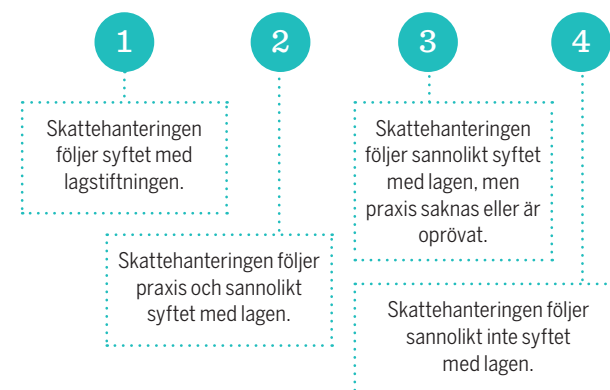 1
2
3
4
Skattehanteringen
följer syftet med
lagstiftningen.
Skattehanteringen följer
praxis och sannolikt
syftet med lagen.
Skattehanteringen
följer sannolikt syftet
med lagen, men
praxis saknas eller är
oprövat.
Skattehanteringen följer
sannolikt inte syftet
med lagen.